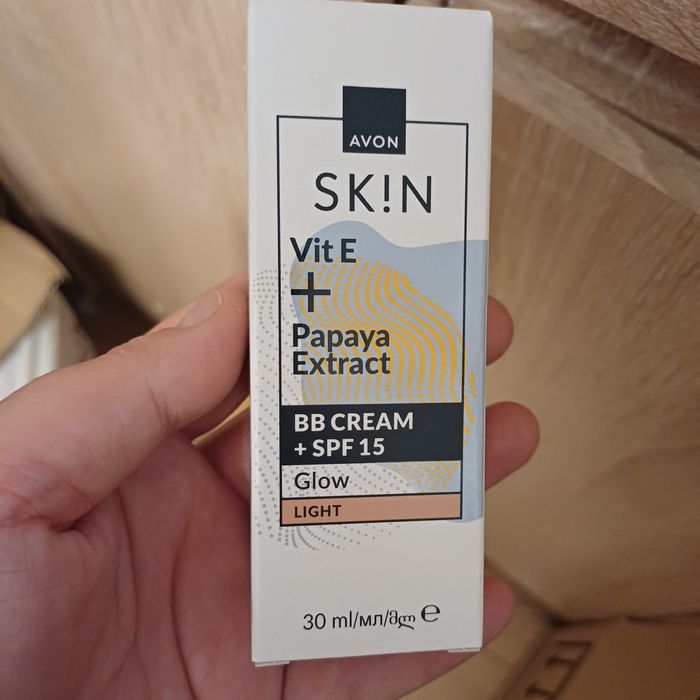 AVON
SK!N
Vit E
+
Papaya
Extract
BB CREAM
+ SPF 15
Glow
LIGHT
30 ml/мл/მლ ℮